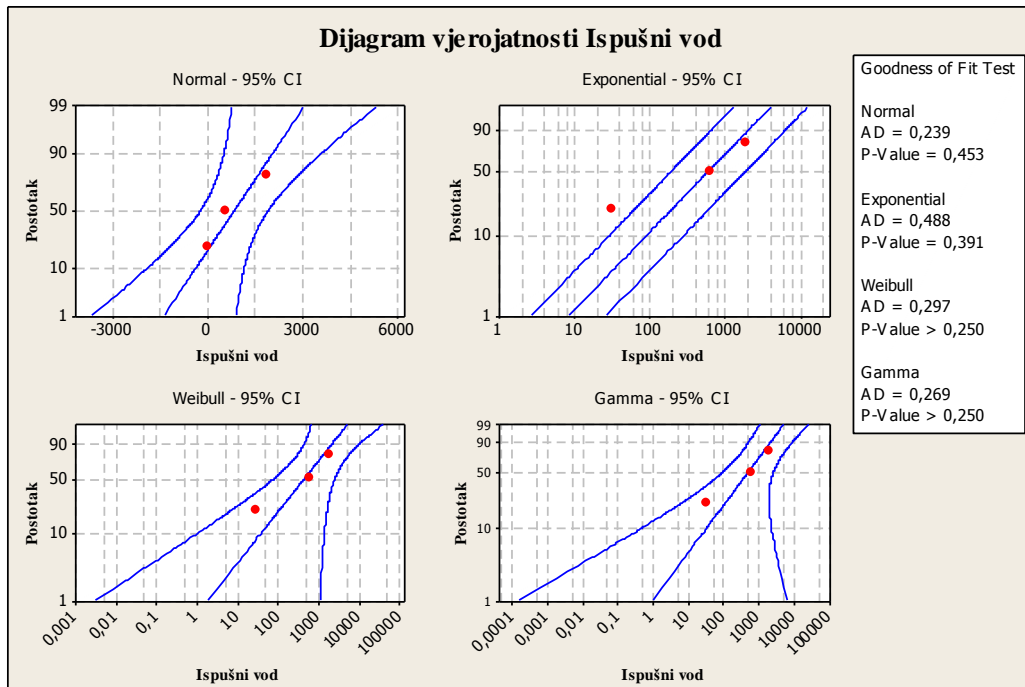 Dijagram vjerojatnosti Ispušni vod
Normal - 95% CI
Postotak
99
90
50
10
1
-3000 0 3000 6000
Ispušni vod
Exponential - 95% CI
Postotak
90
50
10
1
1 10 100 1000 10000
Ispušni vod
Weibull - 95% CI
Postotak
90
50
10
1
0,001 0,01 0,1 1 10 100 1000 10000 100000
Ispušni vod
Gamma - 95% CI
Postotak
99
90
50
10
1
0,0001 0,001 0,01 0,1 1 10 100 1000 10000 100000
Ispušni vod
Goodness of Fit Test
Normal
AD = 0,239
P-Value = 0,453
Exponential
AD = 0,488
P-Value = 0,391
Weibull
AD = 0,297
P-Value > 0,250
Gamma
AD = 0,269
P-Value > 0,250